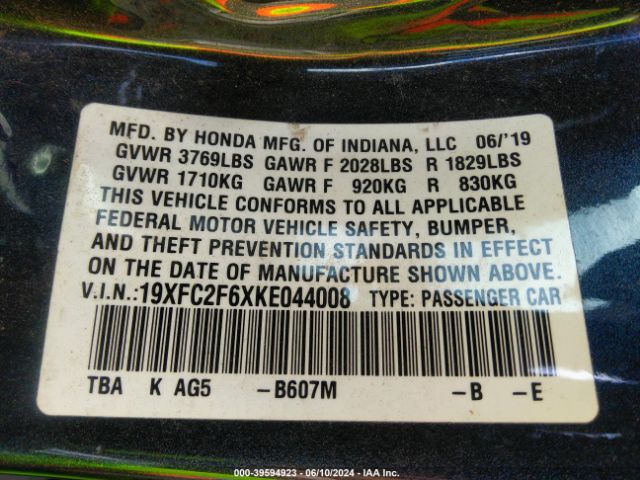 MFD. BY HONDA MFG. OF INDIANA, LLC 06/'19
GVWR 3769LBS GAWR F 2028LBS R 1829LBS
GVWR 1710KG GAWR F 920KG R 830KG
THIS VEHICLE CONFORMS TO ALL APPLICABLE
FEDERAL MOTOR VEHICLE SAFETY, BUMPER,
AND THEFT PREVENTION STANDARDS IN EFFECT
ON THE DATE OF MANUFACTURE SHOWN ABOVE.
V.I.N.:19XFC2F6XKE044008 TYPE: PASSENGER CAR
TBA K AG5 –B607M –B –E
000-39594923 - 06/10/2024 - IAA Inc.